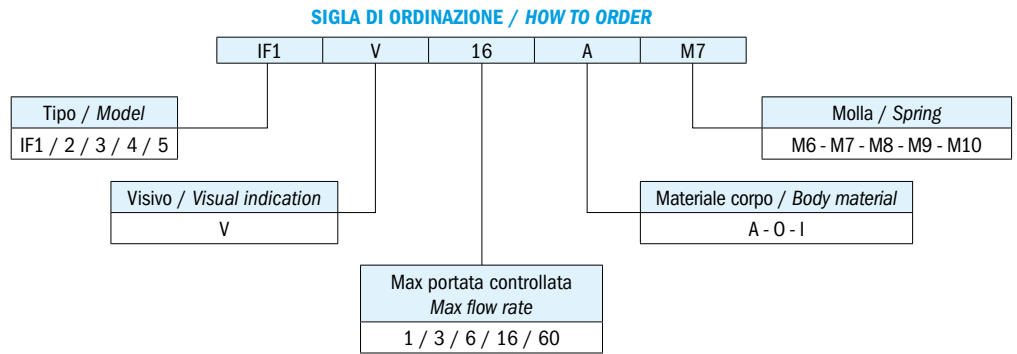 SIGLA DI ORDINAZIONE / HOW TO ORDER
IF1 V 16 A M7
Tipo / Model
IF1 / 2 / 3 / 4 / 5
Molla / Spring
M6 - M7 - M8 - M9 - M10
Visivo / Visual indication
V
Materiale corpo / Body material
A - O - I
Max portata controllata
Max flow rate
1 / 3 / 6 / 16 / 60